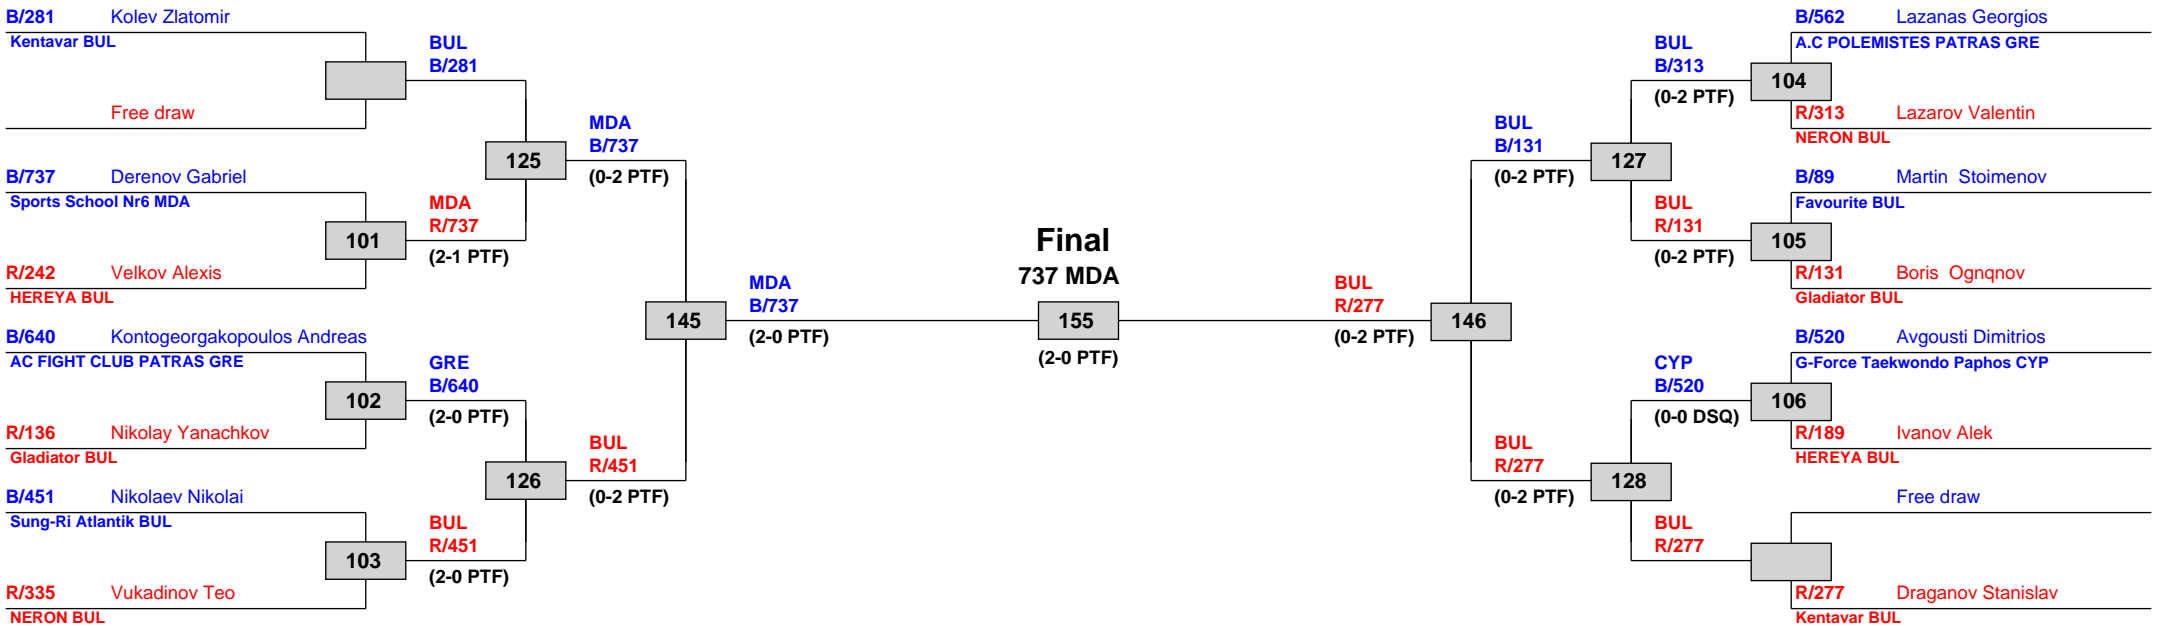 B/281 Kolev Zlatomir
Kentavar BUL
Free draw
B/737 Derenov Gabriel
Sports School Nr6 MDA
R/242 Velkov Alexis
HEREYA BUL
B/640 Kontogeorgakopoulos Andreas
AC FIGHT CLUB PATRAS GRE
R/136 Nikolay Yanachkov
Gladiator BUL
B/451 Nikolaev Nikolai
Sung-Ri Atlantik BUL
R/335 Vukadinov Teo
NERON BUL
101
102
103
BUL
B/281
MDA
R/737
(2-1 PTF)
GRE
B/640
(2-0 PTF)
BUL
R/451
(2-0 PTF)
125
126
MDA
B/737
(0-2 PTF)
BUL
R/451
(0-2 PTF)
145
MDA
B/737
(2-0 PTF)
Final
737 MDA
155
(2-0 PTF)
BUL
R/277
(0-2 PTF)
146
BUL
B/131
(0-2 PTF)
BUL
R/277
(0-2 PTF)
127
128
BUL
B/313
(0-2 PTF)
BUL
R/131
(0-2 PTF)
CYP
B/520
(0-0 DSQ)
BUL
R/277
104
105
106
B/562 Lazanas Georgios
A.C POLEMISTES PATRAS GRE
R/313 Lazarov Valentin
NERON BUL
B/89 Martin Stoimenov
Favourite BUL
R/131 Boris Ognqnov
Gladiator BUL
B/520 Avgousti Dimitrios
G-Force Taekwondo Paphos CYP
R/189 Ivanov Alek
HEREYA BUL
Free draw
R/277 Draganov Stanislav
Kentavar BUL